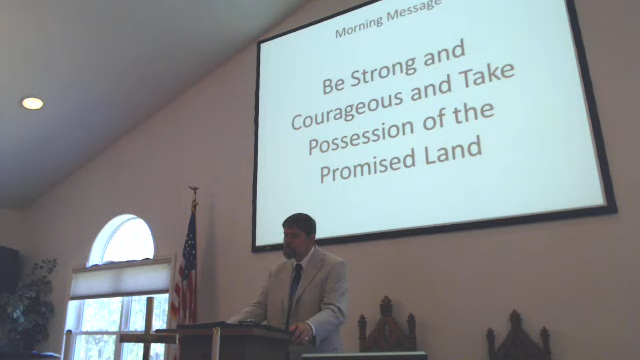 Morning Message
Be Strong and
Courageous and Take
Possession of the
Promised Land